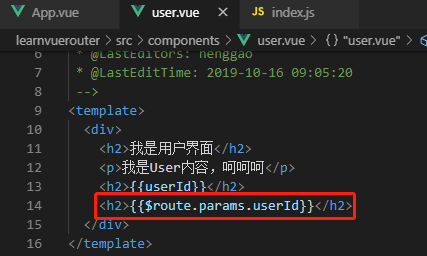 App.vue user.vue JS index.js
learnvuerouter > src > components > user.vue > {} "user.vue"
6 * @LastEditors: henggao
7 * @LastEditTime: 2019-10-16 09:05:20
8 -->
9 <template>
10 <div>
11 <h2>我是用户界面</h2>
12 <p>我是User内容，呵呵呵</p>
13 <h2>{{userId}}</h2>
14 <h2>{{$route.params.userId}}</h2>
15 </div>
16 </template>